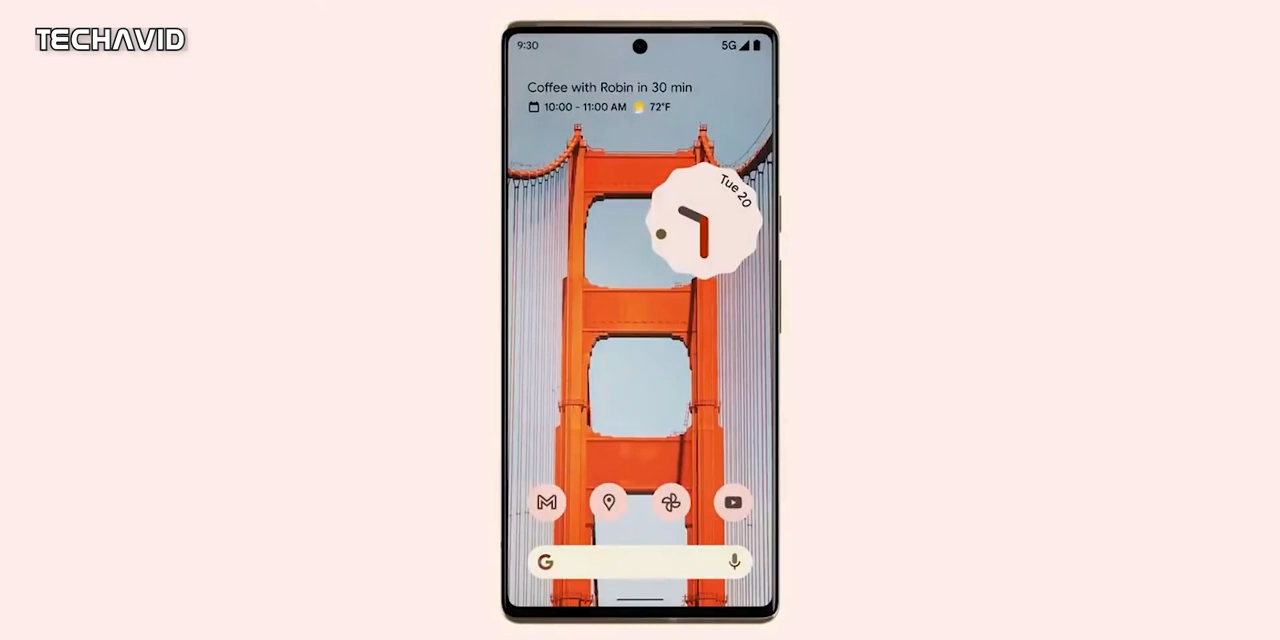 TECHAVID
9:30
5G
Coffee with Robin in 30 min
10:00 - 11:00 AM 72°F
Tue 20